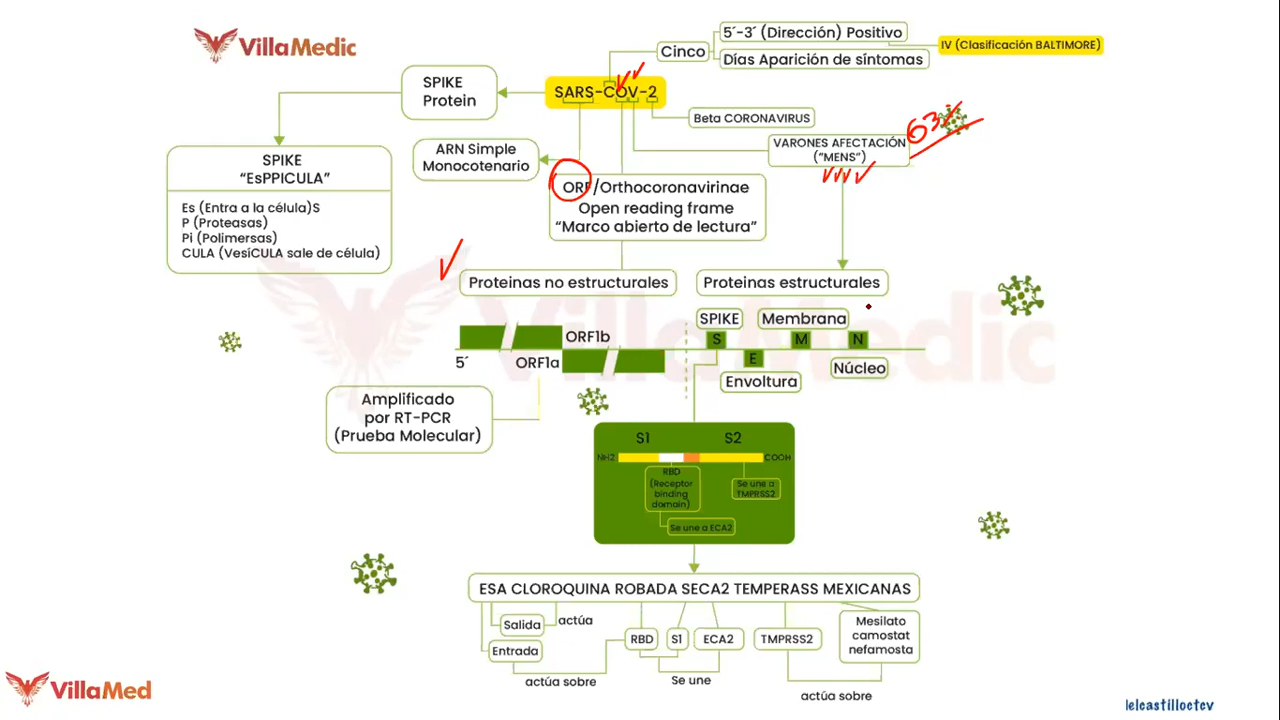 VillaMedic
Cinco
5´-3´ (Dirección) Positivo
Días Aparición de síntomas
IV (Clasificación BALTIMORE)
SPIKE
Protein
SARS-COV-2
Beta CORONAVIRUS
VARONES AFECTACIÓN
("MENS")
63%
ARN Simple
Monocotenario
ORF/Orthocoronavirinae
Open reading frame
“Marco abierto de lectura”
SPIKE
“EsPPICULA”
Es (Entra a la célula)S
P (Proteasas)
Pi (Polimersas)
CULA (VesíCULA sale de célula)
Proteinas no estructurales
Proteinas estructurales
VillaMedic
SPIKE
Membrana
ORF1b
S
M
N
5´
ORF1a
E
Envoltura
Núcleo
Amplificado
por RT-PCR
(Prueba Molecular)
S1
S2
NH2
COOH
RBD
(Receptor
binding
domain)
Se une a
TMPRSS2
Se une a ECA2
ESA CLOROQUINA ROBADA SECA2 TEMPERASS MEXICANAS
Salida
actúa
Entrada
RBD
S1
ECA2
TMPRSS2
Mesilato
camostat
nefamosta
actúa sobre
Se une
actúa sobre
VillaMed
lelcastilloetev